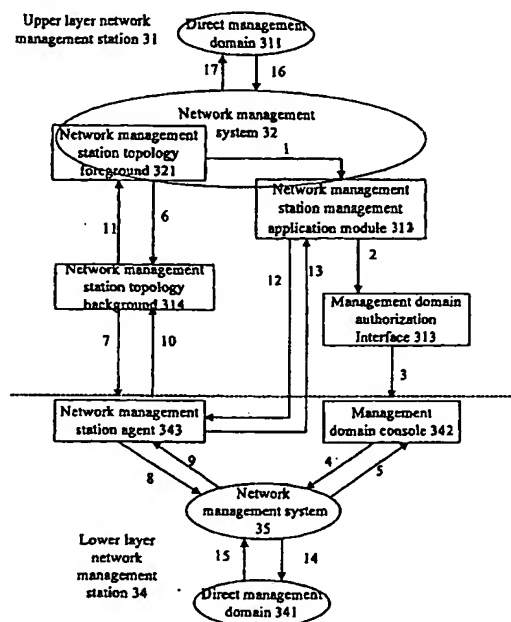 Upper layer network
management station 31
Direct management
domain 311
17
16
Network management
system 32
Network management
station topology
foreground 321
1
Network management
station management
application module 312
11
6
12
13
2
Network management
station topology
background 314
Management domain
authorization
Interface 313
7
10
3
Network management
station agent 343
Management
domain console 342
8
9
4
5
Network
management system
35
Lower layer
network
management
station 34
15
14
Direct management
domain 341